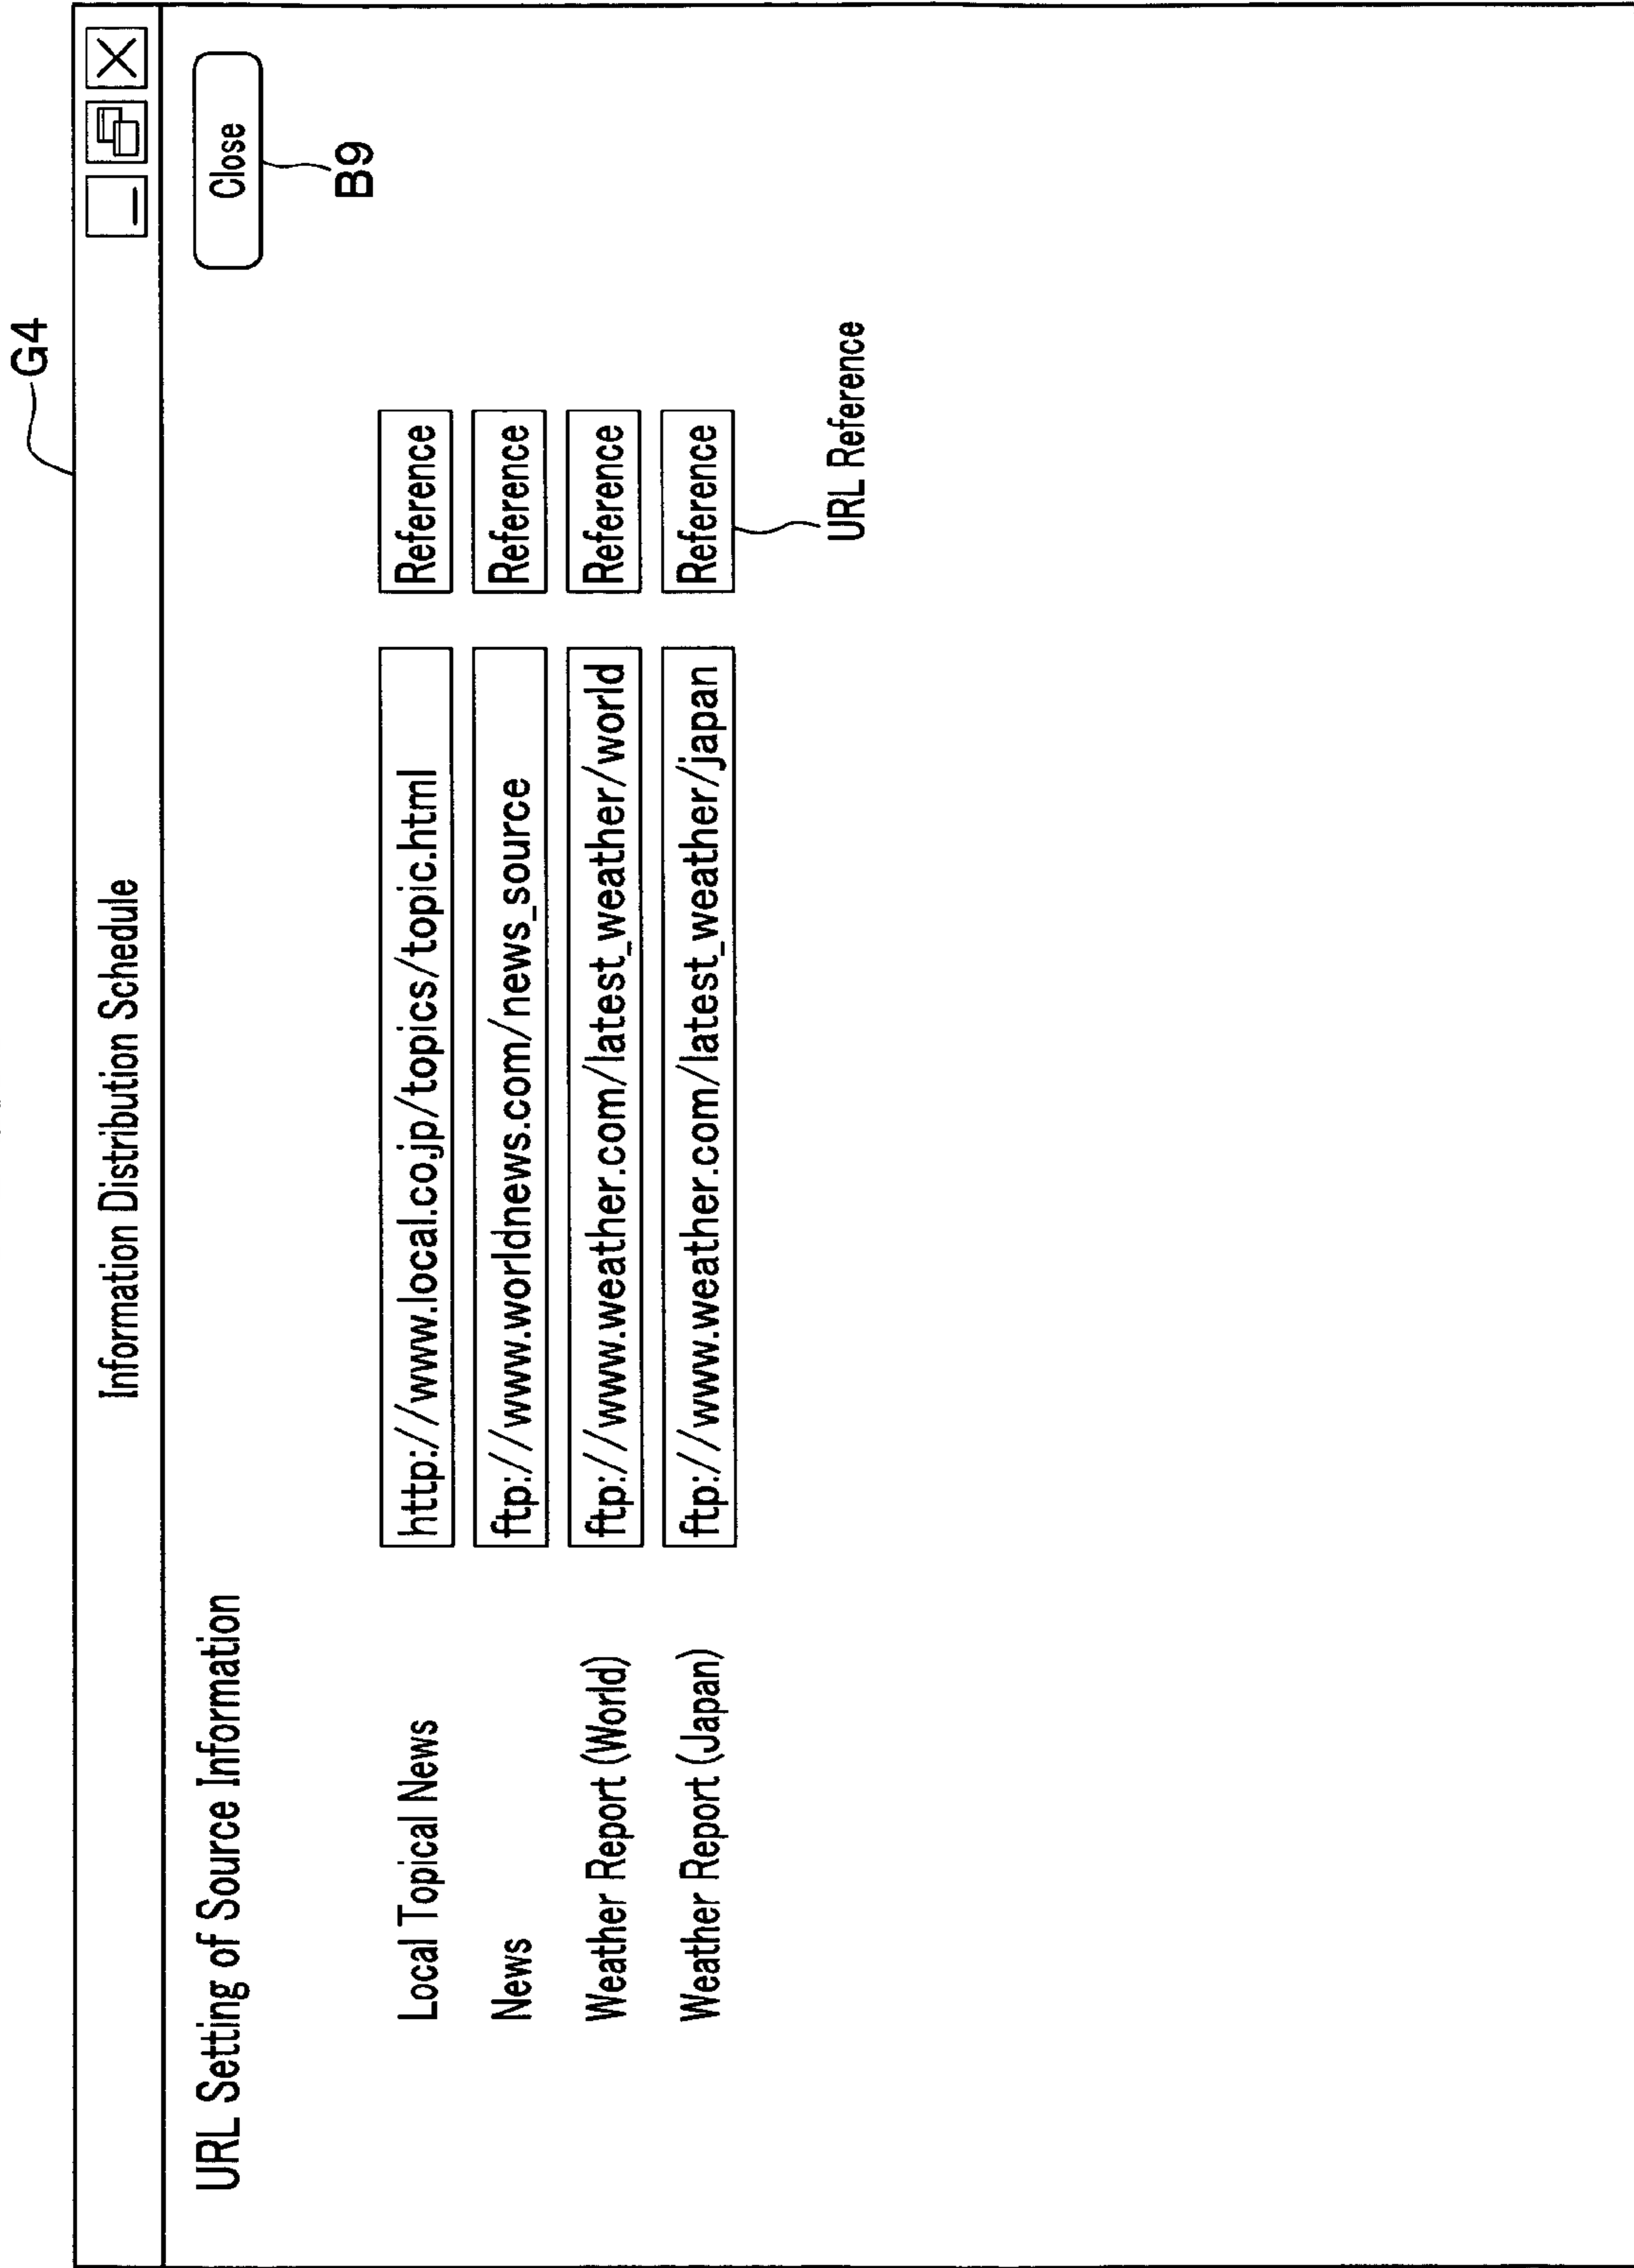 G4
Information Distribution Schedule
URL Setting of Source Information
Close
B9
Local Topical News http://www.local.co.jp/topics/topic.html Reference
News ftp://www.worldnews.com/news_source Reference
Weather Report (World) ftp://www.weather.com/latest_weather/world Reference
Weather Report (Japan) ftp://www.weather.com/latest_weather/japan Reference
URL Reference